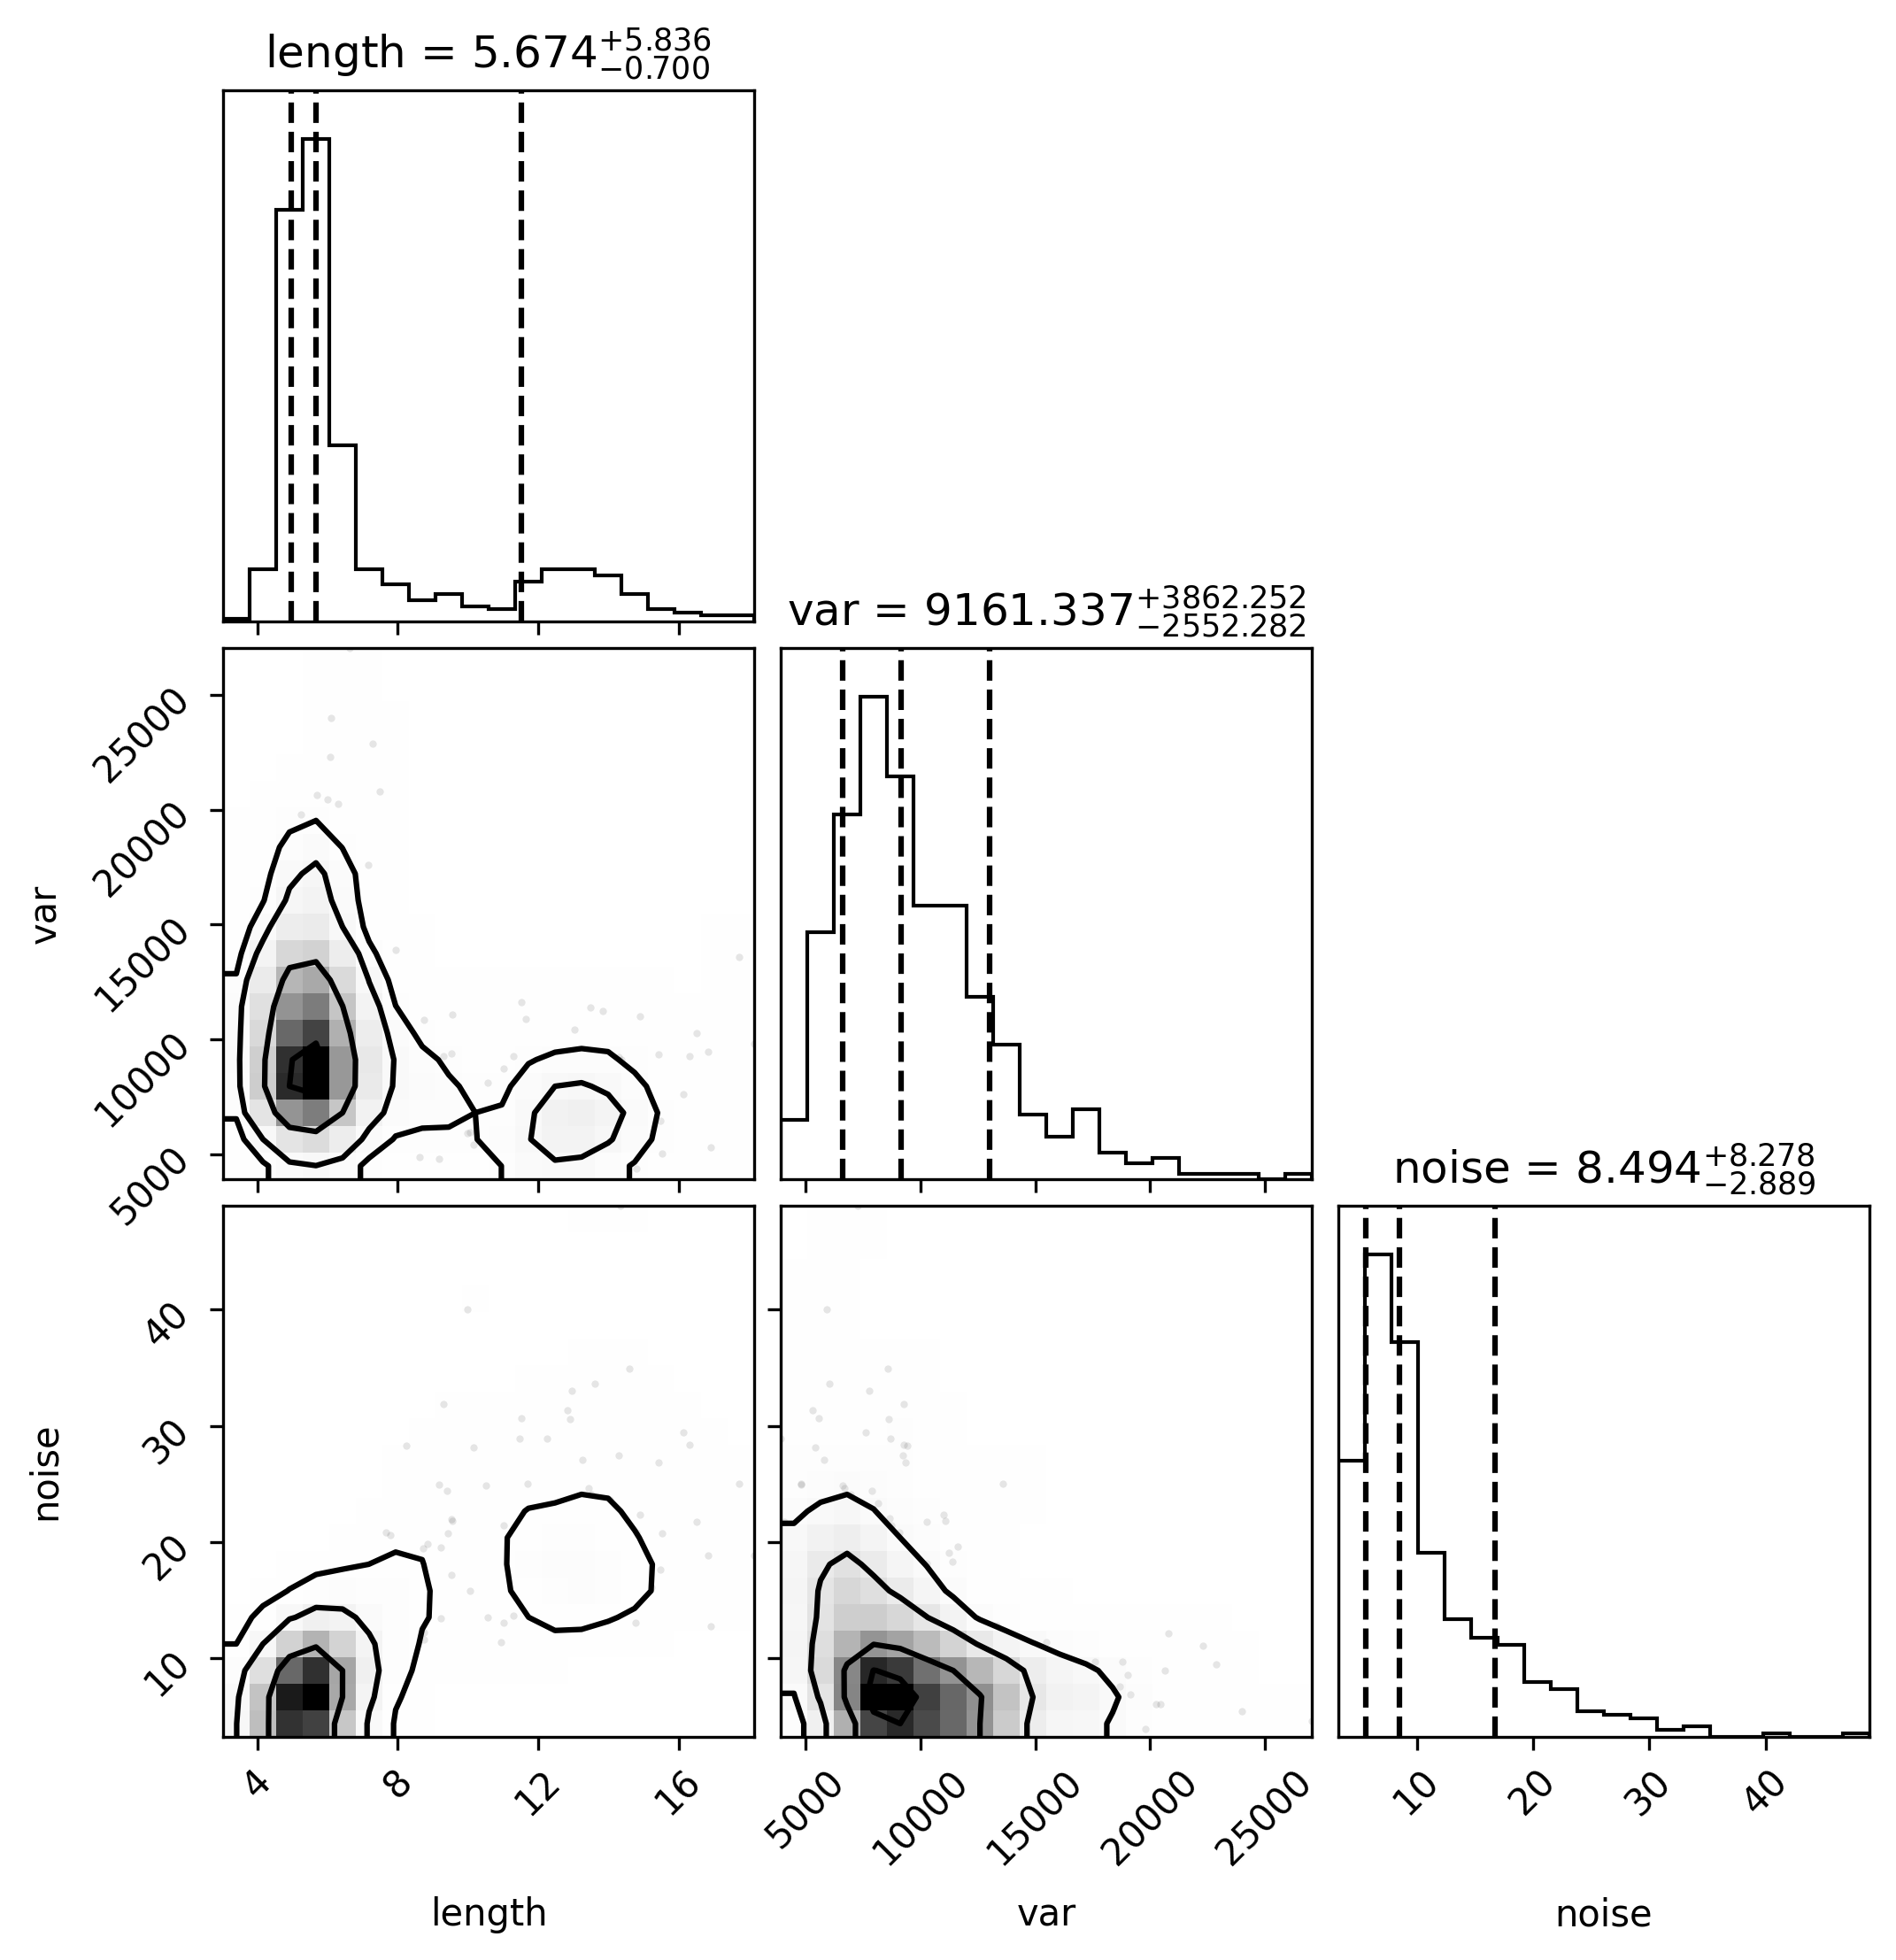 length = 5.674+5.836−0.700
var = 9161.337+3862.252−2552.282
25000
20000
15000
10000
5000
var
noise = 8.494+8.278−2.889
40
30
20
10
noise
4 8 12 16
5000 10000 15000 20000 25000
10 20 30 40
length
var
noise